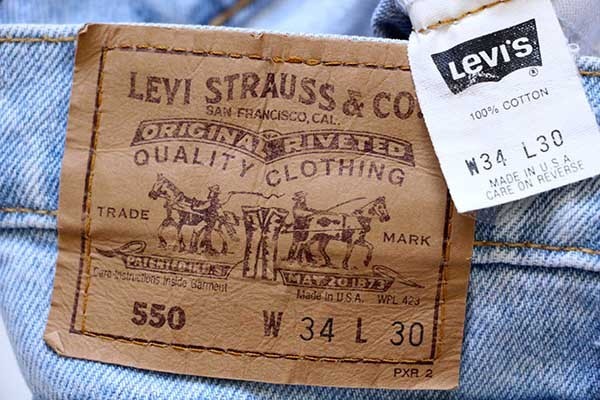 LEVI STRAUSS & CO.
SAN FRANCISCO, CAL.
ORIGINAL RIVETED
QUALITY CLOTHING
TRADE MARK
PATENTED IN U.S.
MAY 20 1873
Care Instructions Inside Garment
Made in U S A. WPL 423
550 W 34 L 30
PXR 2
Levi's
®
100% COTTON
W34 L30
MADE IN U.S.A.
CARE ON REVERSE